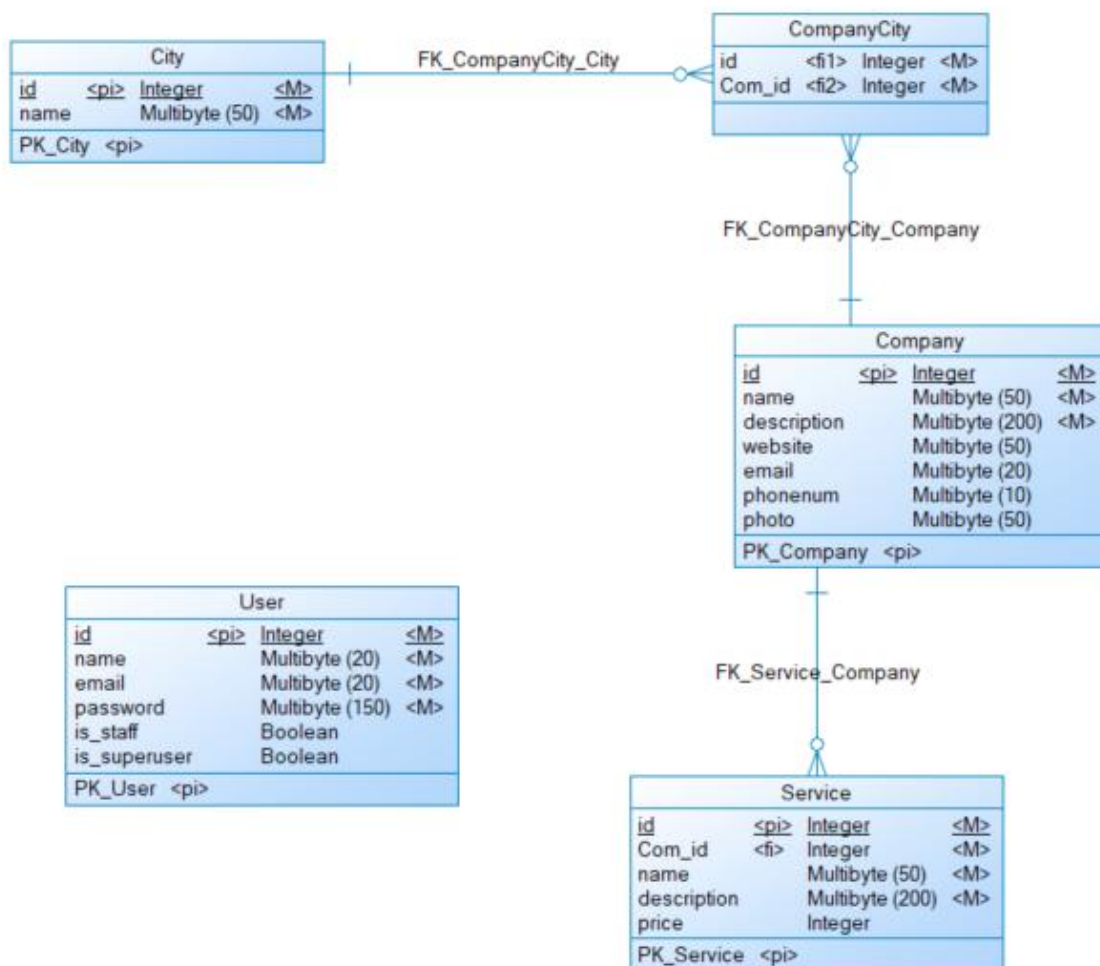 City
id <pi> Integer <M>
name Multibyte (50) <M>
PK_City <pi>
FK_CompanyCity_City
CompanyCity
id <fi1> Integer <M>
Com_id <fi2> Integer <M>
FK_CompanyCity_Company
Company
id <pi> Integer <M>
name Multibyte (50) <M>
description Multibyte (200) <M>
website Multibyte (50)
email Multibyte (20)
phonenum Multibyte (10)
photo Multibyte (50)
PK_Company <pi>
User
id <pi> Integer <M>
name Multibyte (20) <M>
email Multibyte (20) <M>
password Multibyte (150) <M>
is_staff Boolean
is_superuser Boolean
PK_User <pi>
FK_Service_Company
Service
id <pi> Integer <M>
Com_id <fi> Integer <M>
name Multibyte (50) <M>
description Multibyte (200) <M>
price Integer
PK_Service <pi>